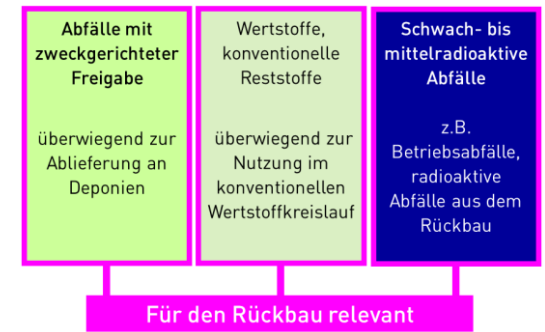 Abfälle mit
zweckgerichteter
Freigabe
überwiegend zur
Ablieferung an
Deponien
Wertstoffe,
konventionelle
Reststoffe
überwiegend zur
Nutzung im
konventionellen
Wertstoffkreislauf
Schwach- bis
mittelradioaktive
Abfälle
z.B.
Betriebsabfälle,
radioaktive
Abfälle aus dem
Rückbau
Für den Rückbau relevant